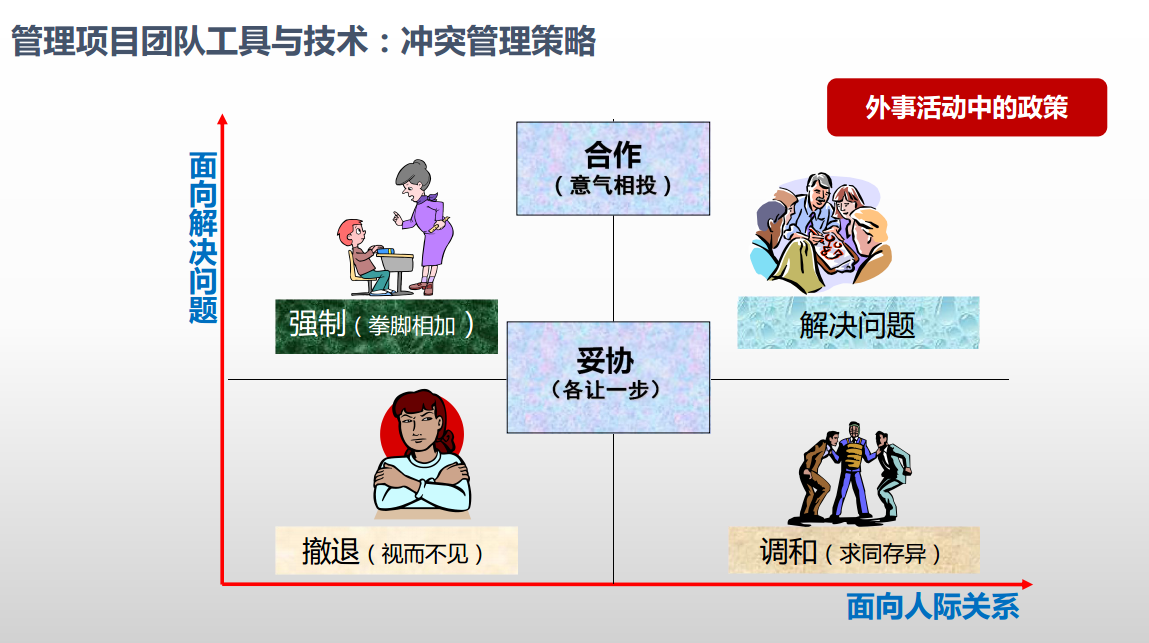 管理项目团队工具与技术：冲突管理策略
外事活动中的政策
面向解决问题
合作
（意气相投）
强制（拳脚相加）
解决问题
妥协
（各让一步）
撤退（视而不见）
调和（求同存异）
面向人际关系